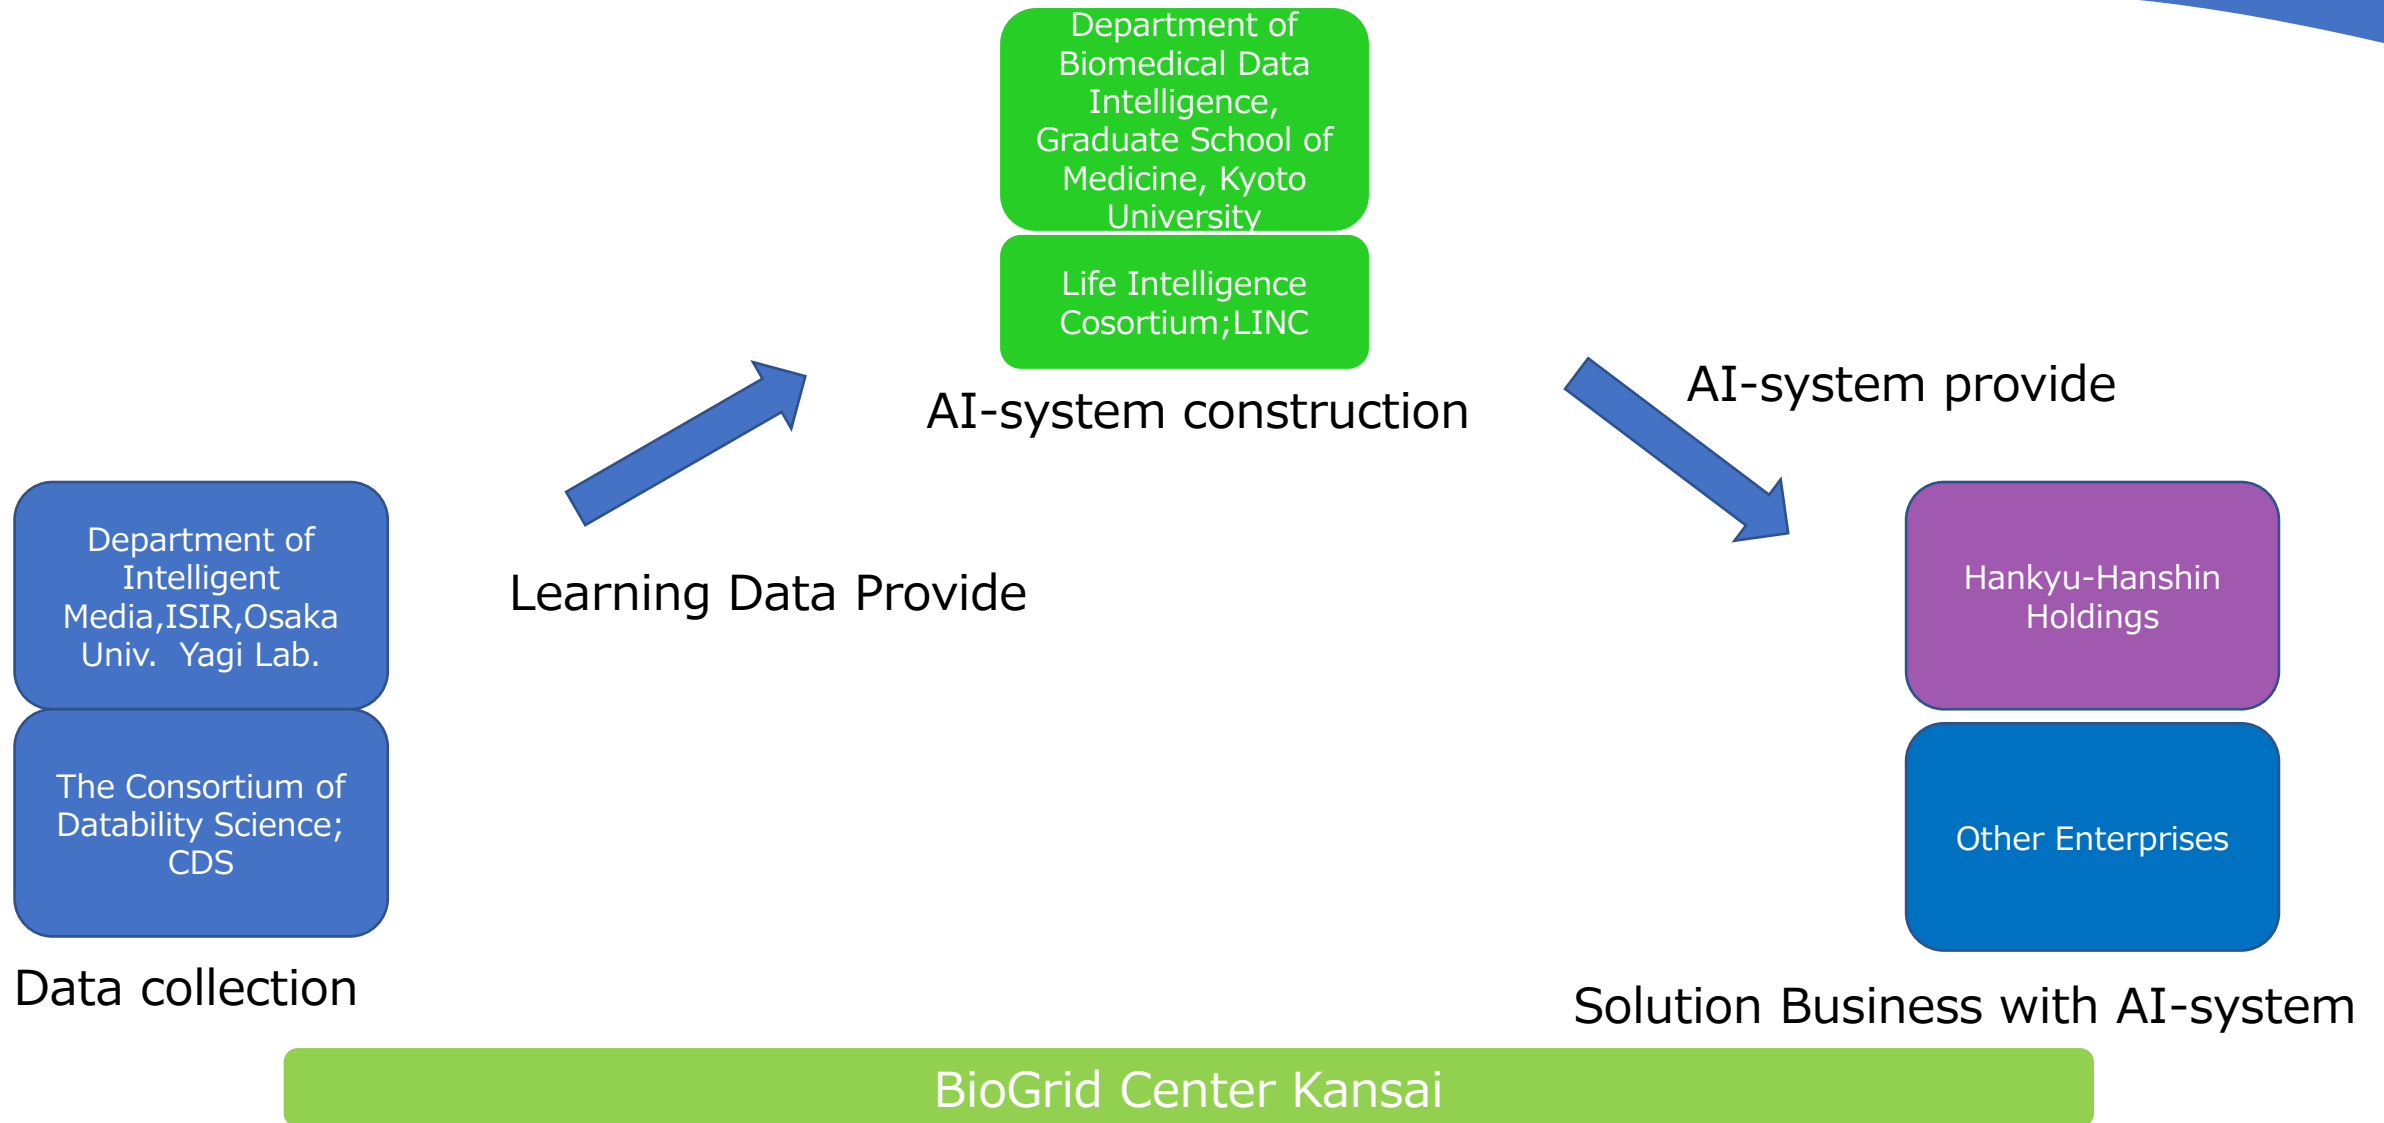 Department of
Biomedical Data
Intelligence,
Graduate School of
Medicine, Kyoto
University
Life Intelligence
Cosortium;LINC
AI-system construction
AI-system provide
Learning Data Provide
Department of
Intelligent
Media,ISIR,Osaka
Univ.  Yagi Lab.
The Consortium of
Datability Science;
CDS
Data collection
Hankyu-Hanshin
Holdings
Other Enterprises
Solution Business with AI-system
BioGrid Center Kansai